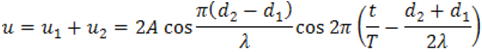 u = u₁ + u₂ = 2A cos π(d₂ − d₁)/λ cos 2π (t/T − (d₂ + d₁)/2λ)